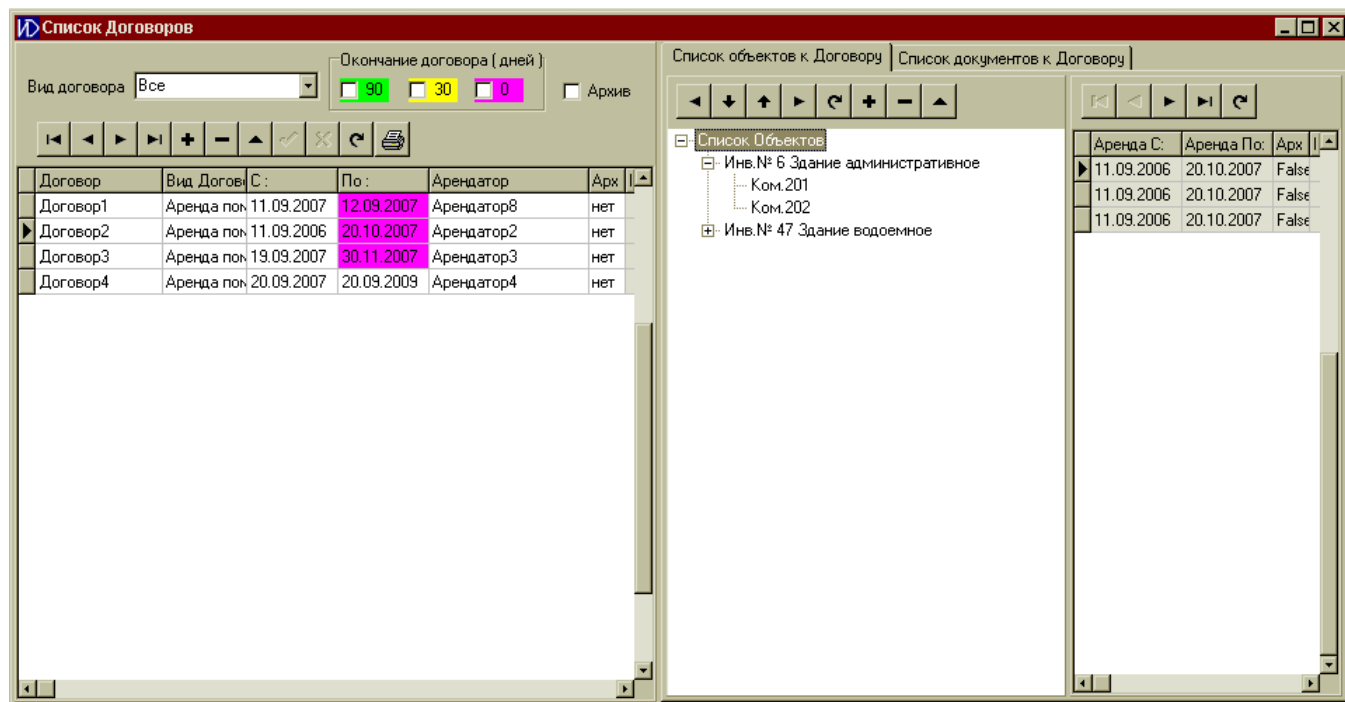 Список Договоров
Вид договора Все
Окончание договора ( дней )
90 30 0
Архив
Договор Вид Догов С : По : Арендатор Арх
Договор1 Аренда пом 11.09.2007 12.09.2007 Арендатор8 нет
Договор2 Аренда пом 11.09.2006 20.10.2007 Арендатор2 нет
Договор3 Аренда пом 19.09.2007 30.11.2007 Арендатор3 нет
Договор4 Аренда пом 20.09.2007 20.09.2009 Арендатор4 нет
Список объектов к Договору Список документов к Договору
Список Объектов
Инв.№ 6 Здание административное
Ком.201
Ком.202
Инв.№ 47 Здание водоемное
Аренда С: Аренда По: Арх
11.09.2006 20.10.2007 False
11.09.2006 20.10.2007 False
11.09.2006 20.10.2007 False